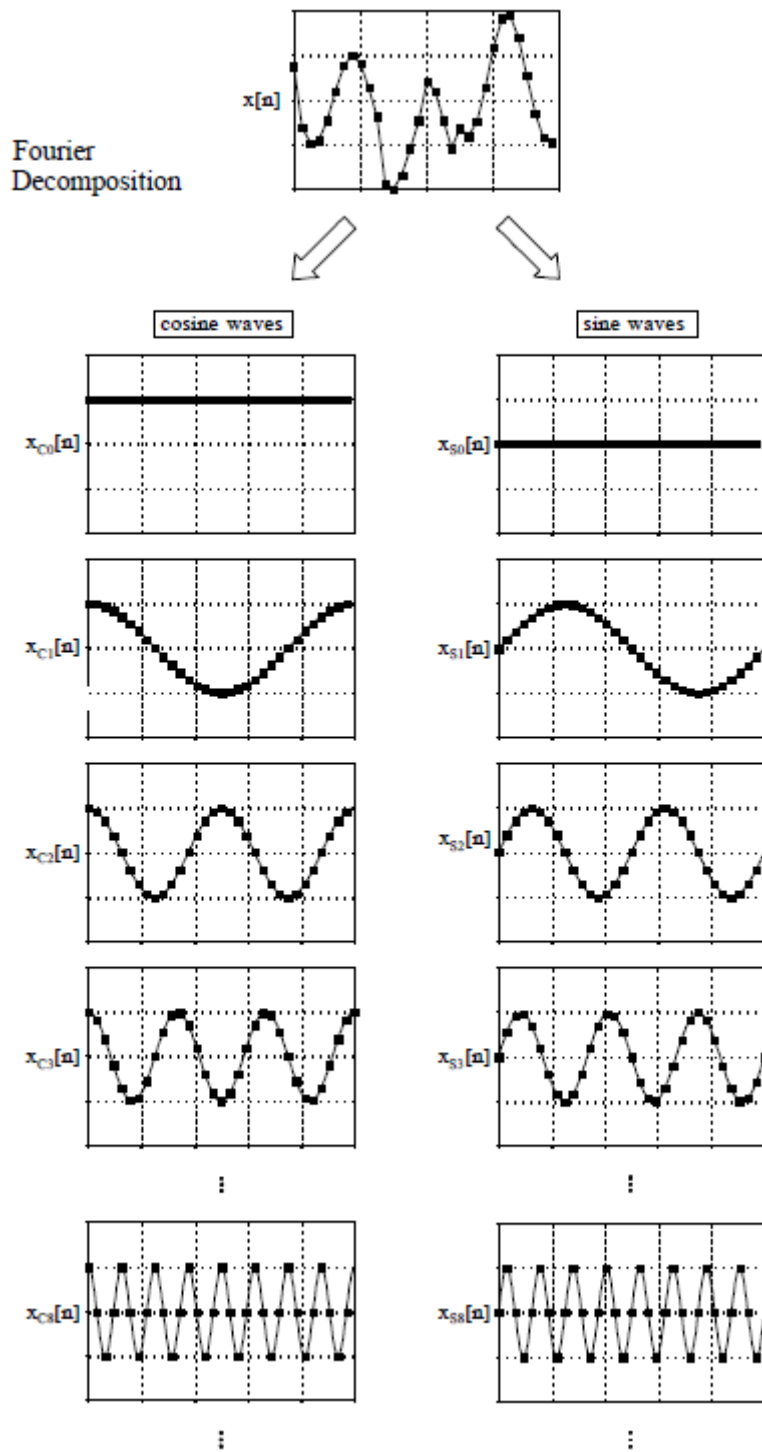 x[n]
Fourier
Decomposition
cosine waves
sine waves
xC0[n]
xS0[n]
xC1[n]
xS1[n]
xC2[n]
xS2[n]
xC3[n]
xS3[n]
xC8[n]
xS8[n]